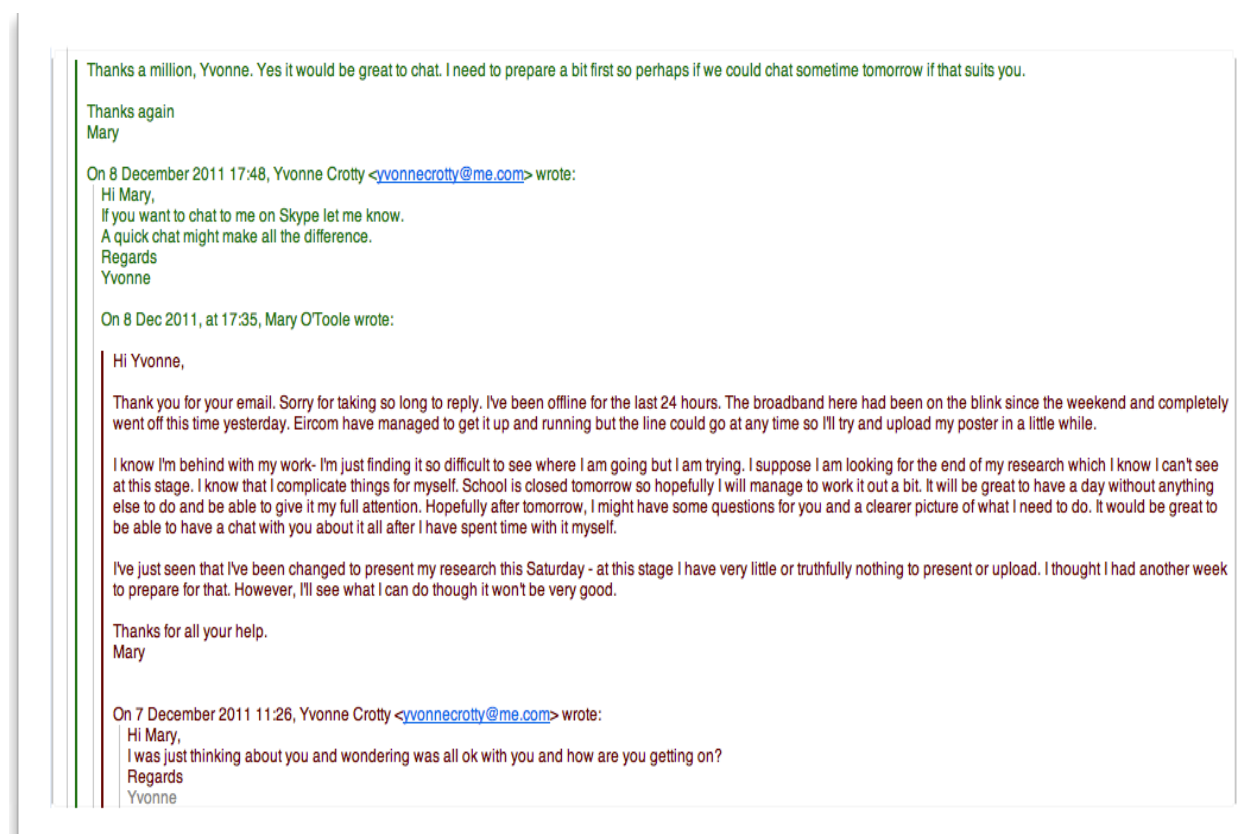 Thanks a million, Yvonne. Yes it would be great to chat. I need to prepare a bit first so perhaps if we could chat sometime tomorrow if that suits you.
Thanks again
Mary
On 8 December 2011 17:48, Yvonne Crotty <yvonnecrotty@me.com> wrote:
Hi Mary,
If you want to chat to me on Skype let me know.
A quick chat might make all the difference.
Regards
Yvonne
On 8 Dec 2011, at 17:35, Mary O'Toole wrote:
Hi Yvonne,
Thank you for your email. Sorry for taking so long to reply. I've been offline for the last 24 hours. The broadband here had been on the blink since the weekend and completely
went off this time yesterday. Eircom have managed to get it up and running but the line could go at any time so I'll try and upload my poster in a little while.
I know I'm behind with my work- I'm just finding it so difficult to see where I am going but I am trying. I suppose I am looking for the end of my research which I know I can't see
at this stage. I know that I complicate things for myself. School is closed tomorrow so hopefully I will manage to work it out a bit. It will be great to have a day without anything
else to do and be able to give it my full attention. Hopefully after tomorrow, I might have some questions for you and a clearer picture of what I need to do. It would be great to
be able to have a chat with you about it all after I have spent time with it myself.
I've just seen that I've been changed to present my research this Saturday - at this stage I have very little or truthfully nothing to present or upload. I thought I had another week
to prepare for that. However, I'll see what I can do though it won't be very good.
Thanks for all your help.
Mary
On 7 December 2011 11:26, Yvonne Crotty <yvonnecrotty@me.com> wrote:
Hi Mary,
I was just thinking about you and wondering was all ok with you and how are you getting on?
Regards
Yvonne